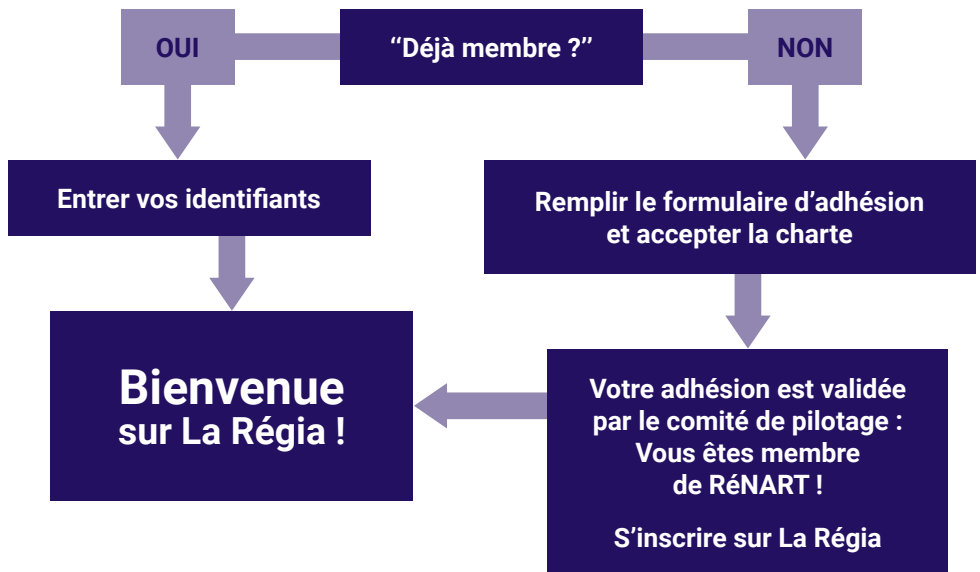 OUI
“Déjà membre ?”
NON
Entrer vos identifiants
Remplir le formulaire d’adhésion
et accepter la charte
Bienvenue
sur La Régia !
Votre adhésion est validée
par le comité de pilotage :
Vous êtes membre
de RéNART !
S’inscrire sur La Régia